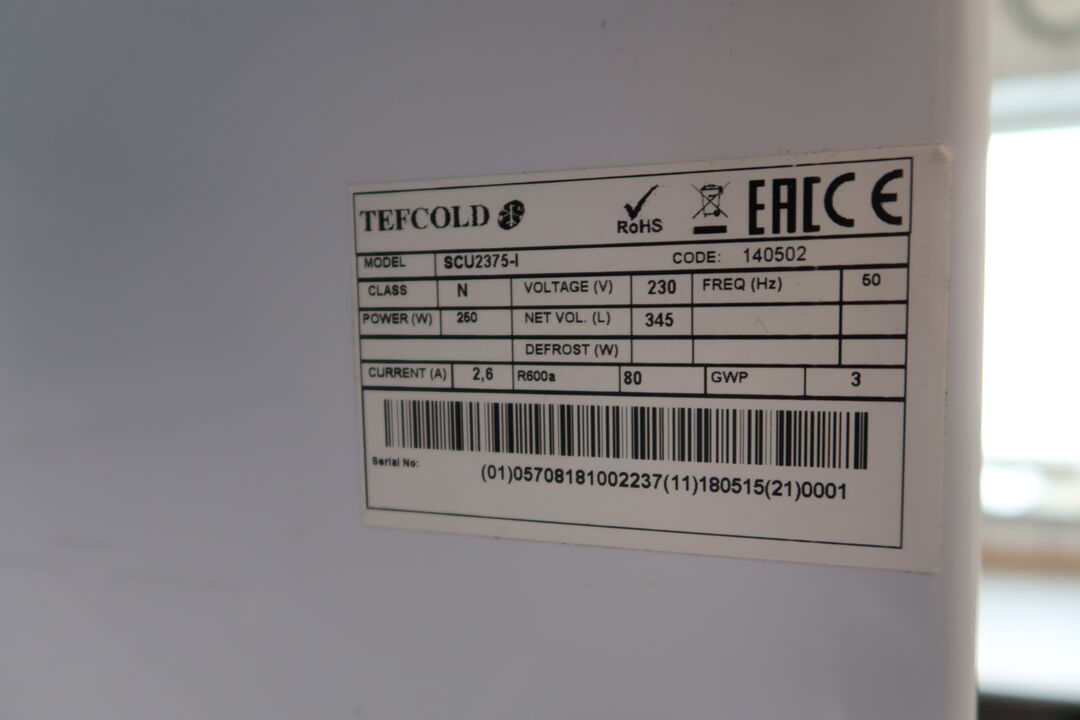 TEFCOLD RoHS EAC CE
MODEL SCU2375-I CODE: 140502
CLASS N VOLTAGE (V) 230 FREQ (Hz) 50
POWER (W) 250 NET VOL. (L) 345
DEFROST (W)
CURRENT (A) 2,6 R600a 80 GWP 3
Serial No:
(01)05708181002237(11)180515(21)0001